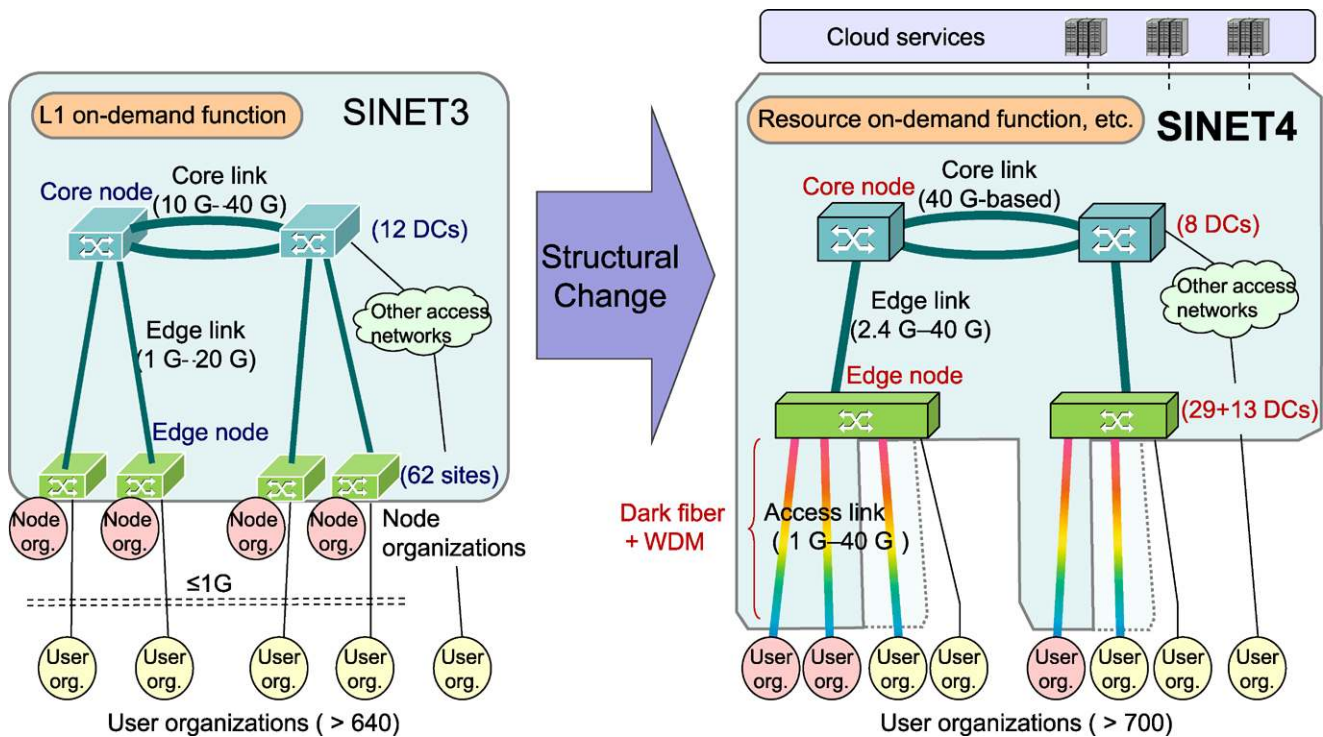 Cloud services
L1 on-demand function
SINET3
Core node
Core link
(10 G--40 G)
(12 DCs)
Other access
networks
Edge link
(1 G--20 G)
Edge node
(62 sites)
Node
org.
Node
org.
Node
org.
Node
org.
Node
organizations
≤1G
User
org.
User
org.
User
org.
User
org.
User
org.
User organizations ( > 640)
Structural
Change
Resource on-demand function, etc.
SINET4
Core node
Core link
(40 G-based)
(8 DCs)
Other access
networks
Edge link
(2.4 G–40 G)
Edge node
(29+13 DCs)
Dark fiber
+ WDM
Access link
( 1 G–40 G )
User
org.
User
org.
User
org.
User
org.
User
org.
User
org.
User
org.
User
org.
User organizations ( > 700)